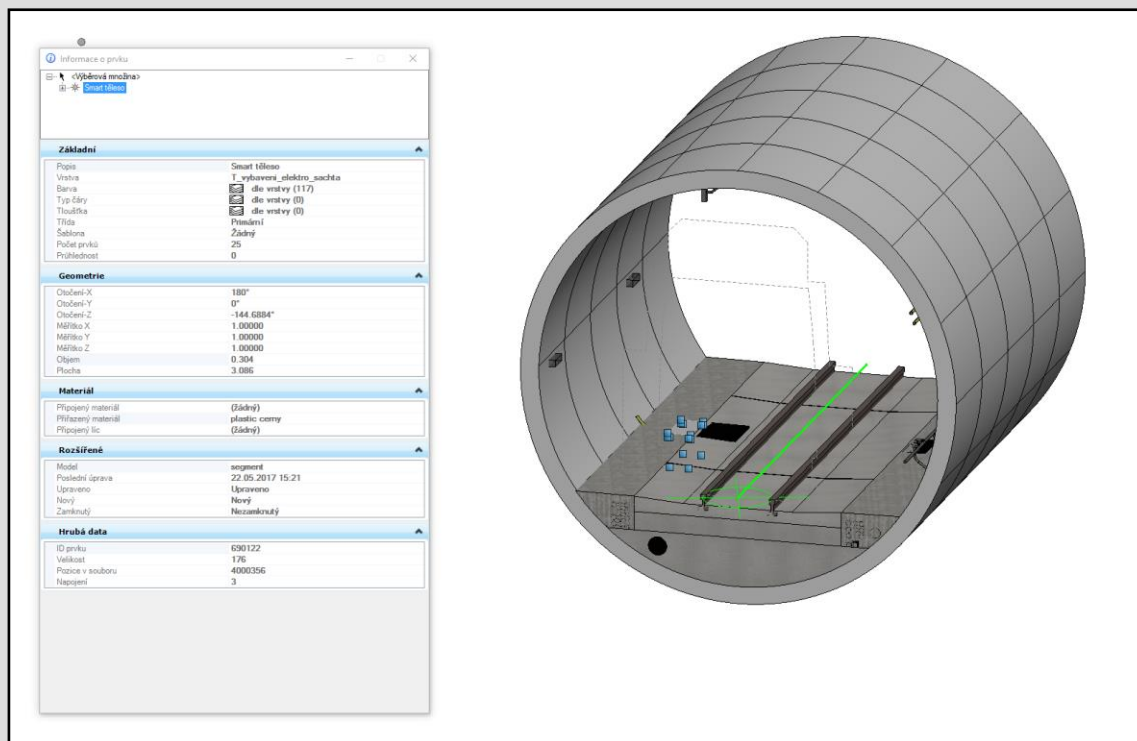 Informace o prvku
<Výběrová množina>
Smart těleso
Základní
Popis Smart těleso
Vrstva T_vybaveni_elektro_sachta
Barva dle vrstvy (117)
Typ čáry dle vrstvy (0)
Tloušťka dle vrstvy (0)
Třída Primární
Šablona Žádný
Počet prvků 25
Průhlednost 0
Geometrie
Otočení-X 180°
Otočení-Y 0°
Otočení-Z -144.6884°
Měřítko X 1.00000
Měřítko Y 1.00000
Měřítko Z 1.00000
Objem 0.304
Plocha 3.086
Materiál
Připojený materiál (žádný)
Přiřazený materiál plastic cerny
Připojený líc (žádný)
Rozšířené
Model segment
Poslední úprava 22.05.2017 15:21
Upraveno Upraveno
Nový Nový
Zamknutý Nezamknutý
Hrubá data
ID prvku 690122
Velikost 176
Pozice v souboru 4000356
Napojení 3